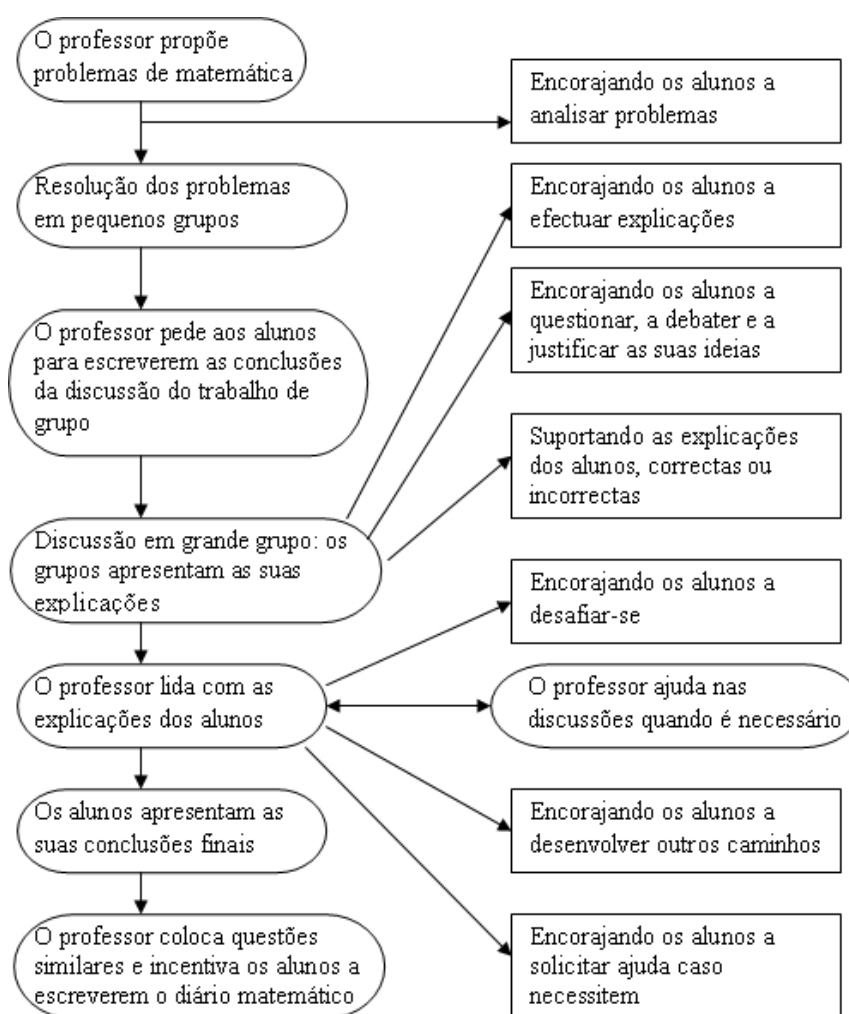 O professor propõe
problemas de matemática
Encorajando os alunos a
analisar problemas
Resolução dos problemas
em pequenos grupos
Encorajando os alunos a
efectuar explicações
Encorajando os alunos a
questionar, a debater e a
justificar as suas ideias
O professor pede aos alunos
para escreverem as conclusões
da discussão do trabalho de
grupo
Suportando as explicações
dos alunos, correctas ou
incorrectas
Discussão em grande grupo: os
grupos apresentam as suas
explicações
Encorajando os alunos a
desafiar-se
O professor lida com as
explicações dos alunos
O professor ajuda nas
discussões quando é necessário
Os alunos apresentam as
suas conclusões finais
Encorajando os alunos a
desenvolver outros caminhos
O professor coloca questões
similares e incentiva os alunos a
escreverem o diário matemático
Encorajando os alunos a
solicitar ajuda caso
necessitem